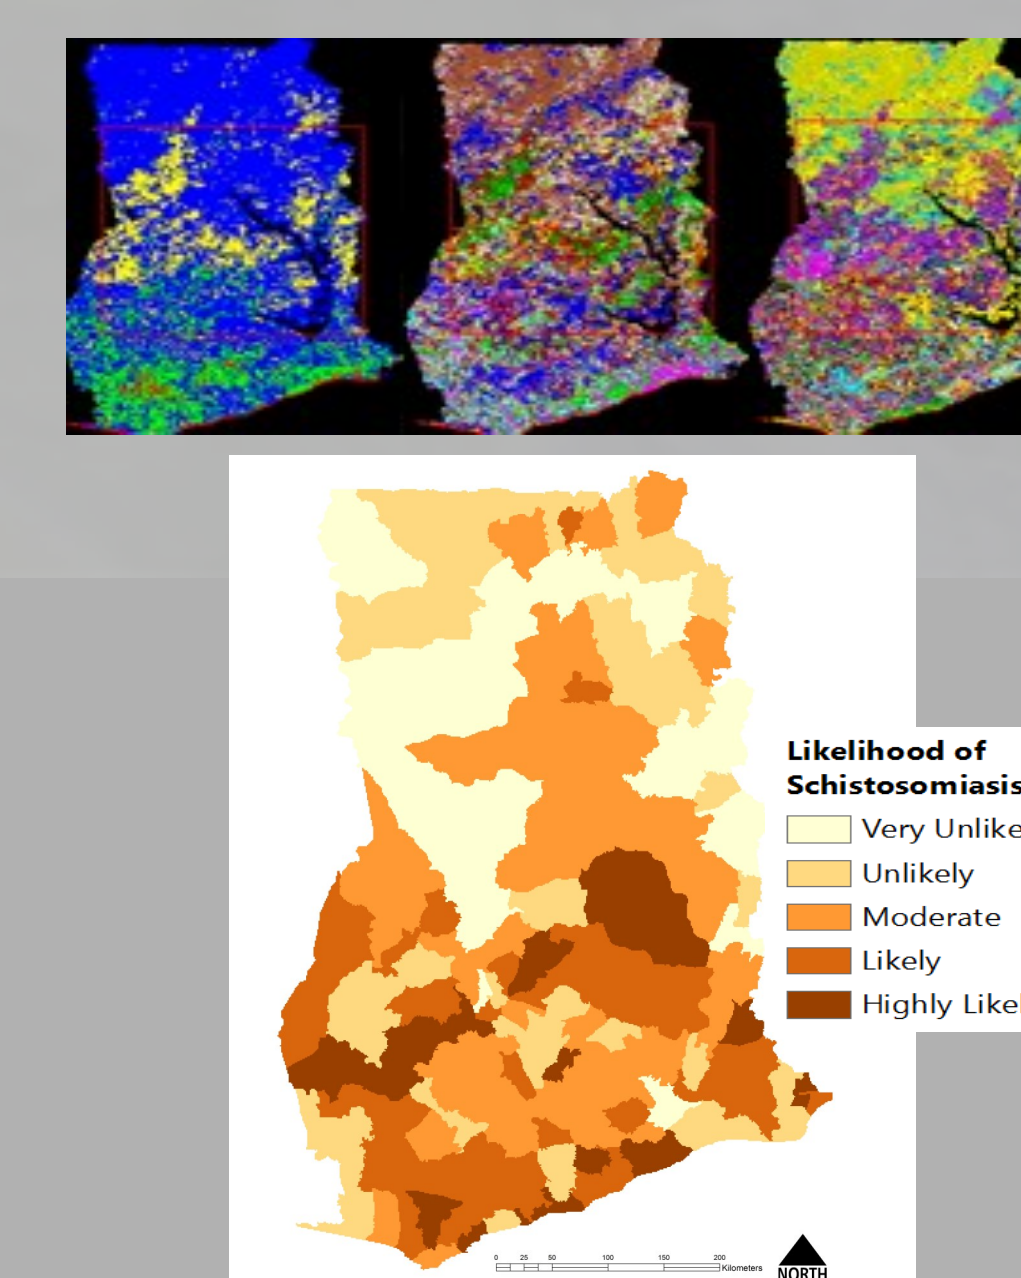 Likelihood of
Schistosomiasis
Very Unlike
Unlikely
Moderate
Likely
Highly Likel
0 25 50 100 150 200
Kilometers
NORTH